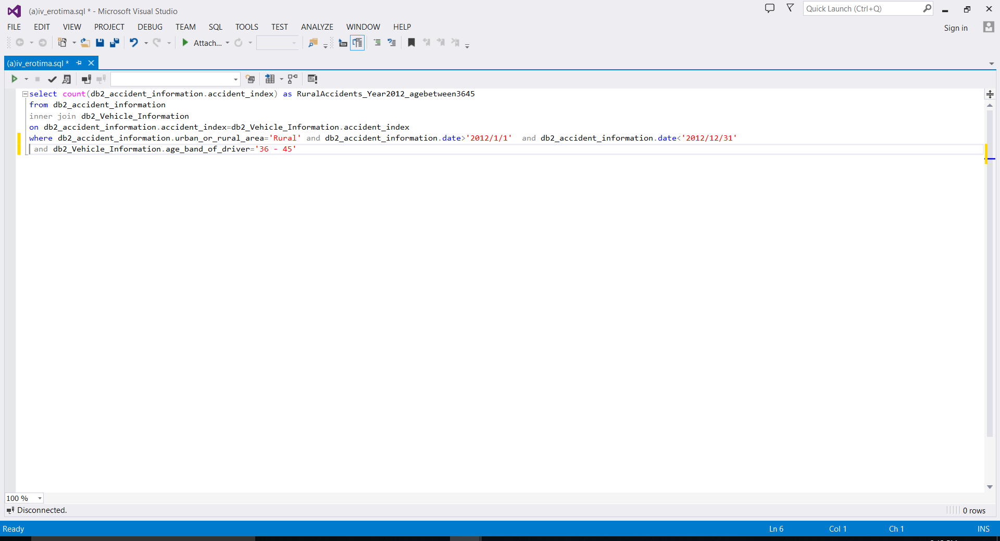 (a)iv_erotima.sql * - Microsoft Visual Studio
Quick Launch (Ctrl+Q)
FILE EDIT VIEW PROJECT DEBUG TEAM SQL TOOLS TEST ANALYZE WINDOW HELP
Sign in
Attach...
(a)iv_erotima.sql *
select count(db2_accident_information.accident_index) as RuralAccidents_Year2012_agebetween3645
from db2_accident_information
inner join db2_Vehicle_Information
on db2_accident_information.accident_index=db2_Vehicle_Information.accident_index
where db2_accident_information.urban_or_rural_area='Rural' and db2_accident_information.date>'2012/1/1'  and db2_accident_information.date<'2012/12/31'
 and db2_Vehicle_Information.age_band_of_driver='36 - 45'
100 %
Disconnected.
0 rows
Ready
Ln 6
Col 1
Ch 1
INS